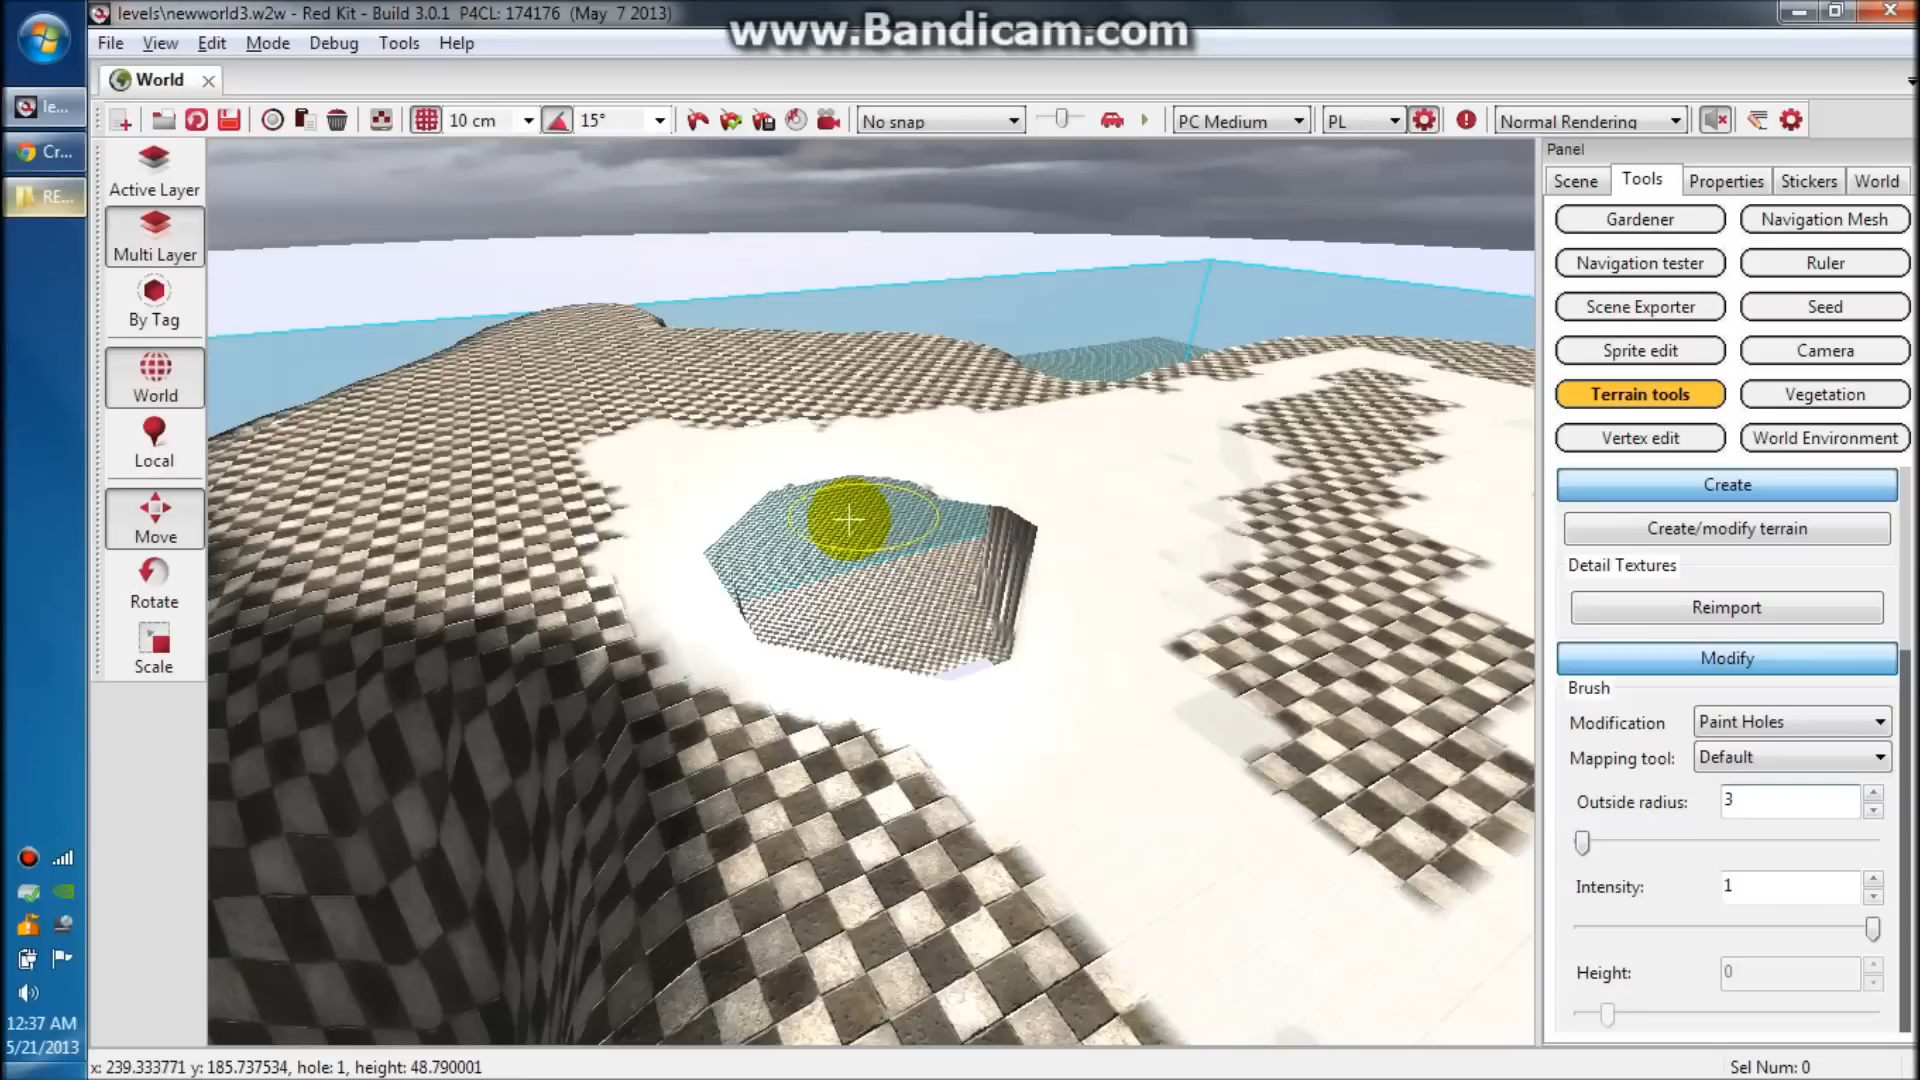 levels\newworld3.w2w - Red Kit - Build 3.0.1 P4CL: 174176 (May 7 2013)
www.Bandicam.com
File View Edit Mode Debug Tools Help
World
10 cm 15° No snap PC Medium PL Normal Rendering
le...
Cr...
RE...
Active Layer
Multi Layer
By Tag
World
Local
Move
Rotate
Scale
Panel
Scene Tools Properties Stickers World
Gardener Navigation Mesh
Navigation tester Ruler
Scene Exporter Seed
Sprite edit Camera
Terrain tools Vegetation
Vertex edit World Environment
Create
Create/modify terrain
Detail Textures
Reimport
Modify
Brush
Modification Paint Holes
Mapping tool: Default
Outside radius: 3
Intensity: 1
Height: 0
12:37 AM
5/21/2013
x: 239.333771 y: 185.737534, hole: 1, height: 48.790001
Sel Num: 0